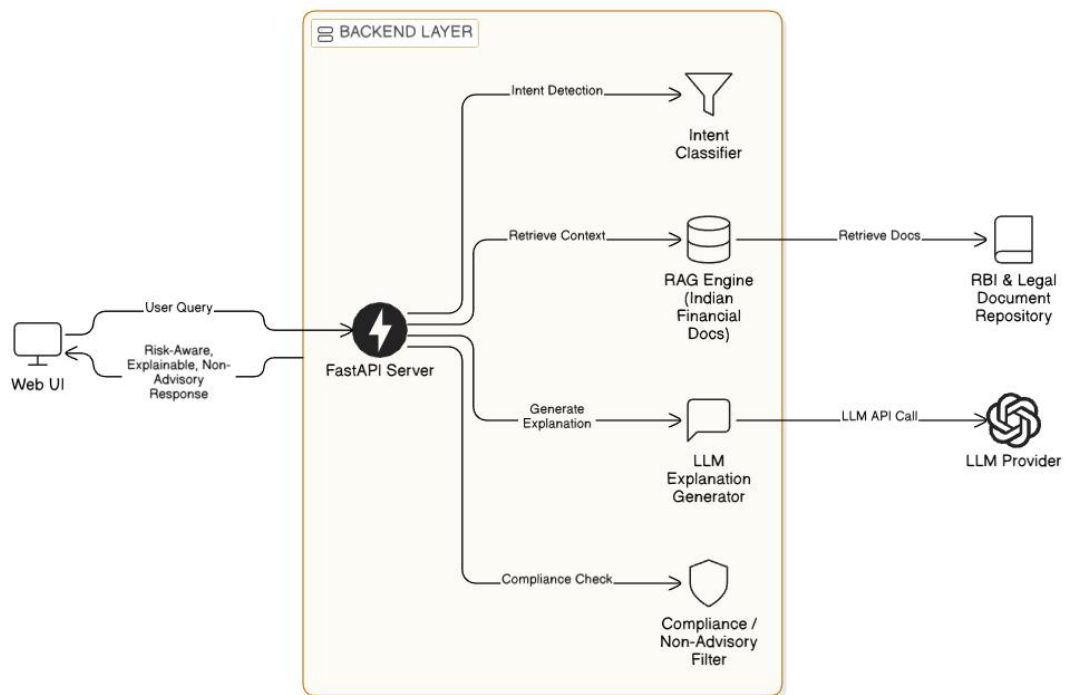 BACKEND LAYER
Intent Detection
Intent
Classifier
Retrieve Context
RAG Engine
(Indian
Financial
Docs)
Retrieve Docs
RBI & Legal
Document
Repository
User Query
Risk-Aware,
Explainable, Non-
Advisory
Response
Web UI
FastAPI Server
Generate
Explanation
LLM
Explanation
Generator
LLM API Call
LLM Provider
Compliance Check
Compliance /
Non-Advisory
Filter